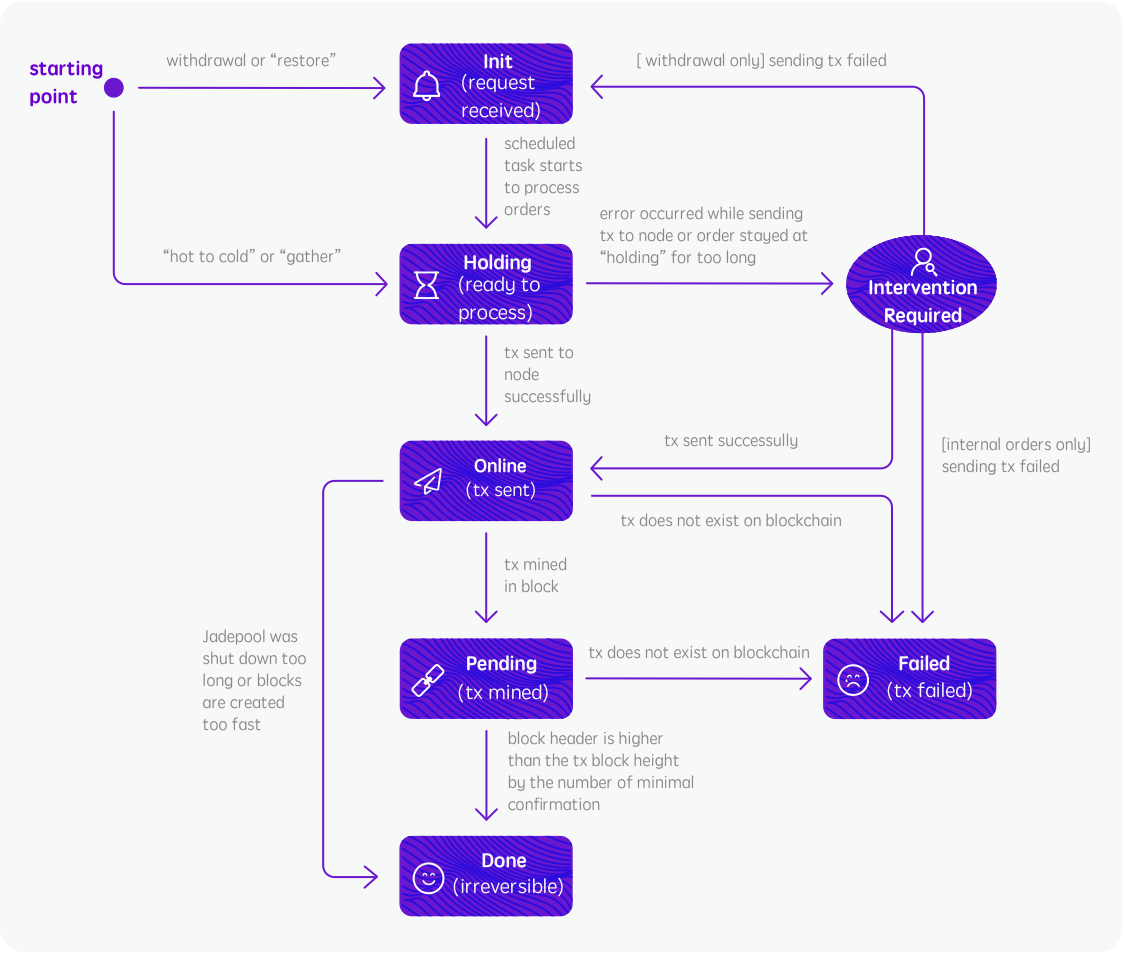 starting
point
withdrawal or “restore”
Init
(request
received)
[ withdrawal only] sending tx failed
scheduled
task starts
to process
orders
“hot to cold” or “gather”
Holding
(ready to
process)
error occurred while sending
tx to node or order stayed at
“holding” for too long
Intervention
Required
tx sent to
node
successfully
Online
(tx sent)
tx sent successully
[internal orders only]
sending tx failed
tx does not exist on blockchain
tx mined
in block
Jadepool was
shut down too
long or blocks
are created
too fast
Pending
(tx mined)
tx does not exist on blockchain
Failed
(tx failed)
block header is higher
than the tx block height
by the number of minimal
confirmation
Done
(irreversible)